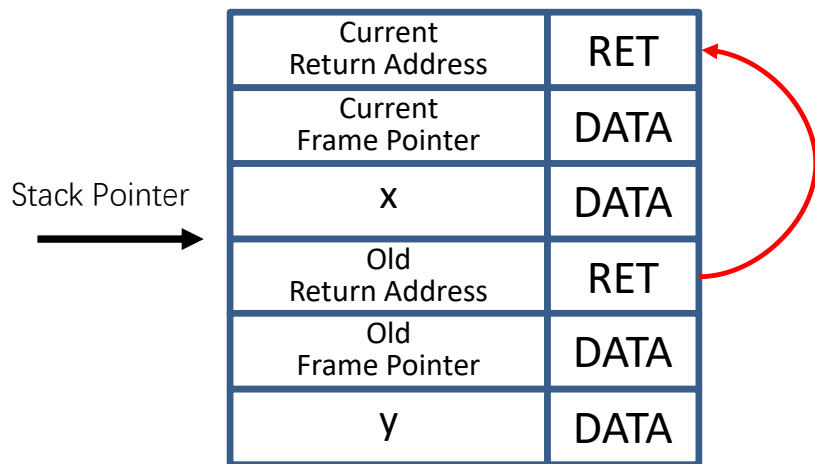 Current
Return Address
RET
Current
Frame Pointer
DATA
Stack Pointer
x
DATA
Old
Return Address
RET
Old
Frame Pointer
DATA
y
DATA